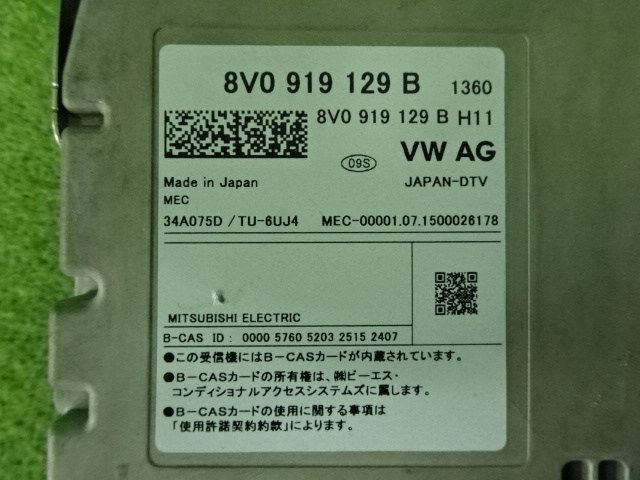 8V0 919 129 B 1360
8V0 919 129 B H11
09S VW AG
Made in Japan JAPAN-DTV
MEC
34A075D / TU-6UJ4 MEC-00001.07.1500026178
MITSUBISHI ELECTRIC
B-CAS ID: 0000 5760 5203 2515 2407
●この受信機にはB-CASカードが内蔵されています。
●B-CASカードの所有権は、㈱ビーエス・
コンディショナルアクセスシステムズに属します。
●B-CASカードの使用に関する事項は
「使用許諾契約約款」によります。